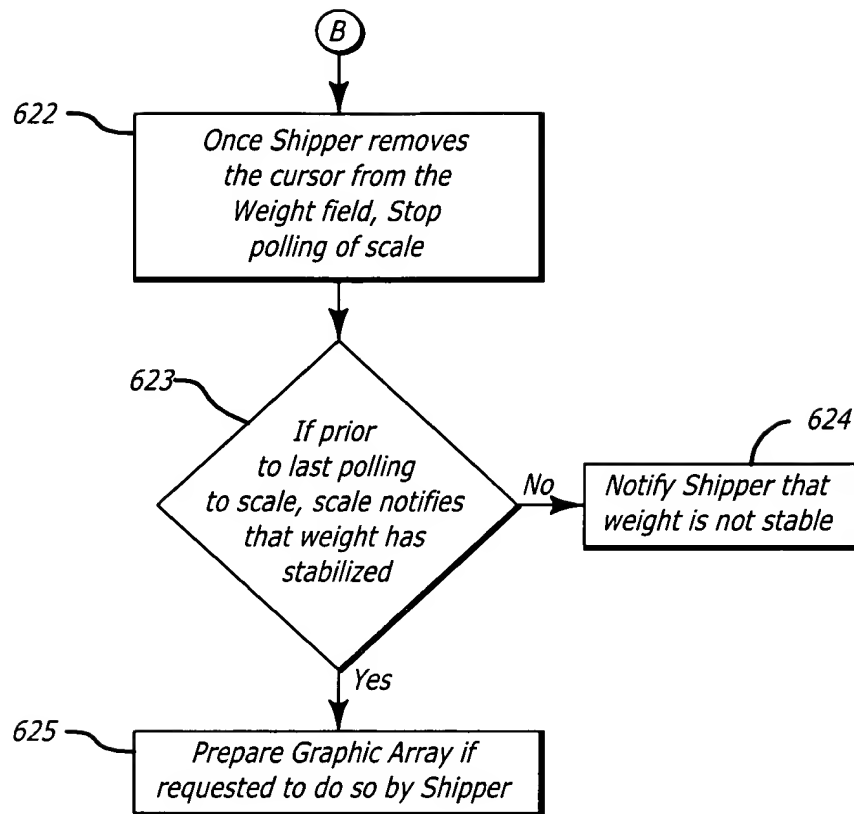 B
622
Once Shipper removes
the cursor from the
Weight field, Stop
polling of scale
623
If prior
to last polling
to scale, scale notifies
that weight has
stabilized
No
624
Notify Shipper that
weight is not stable
Yes
625
Prepare Graphic Array if
requested to do so by Shipper